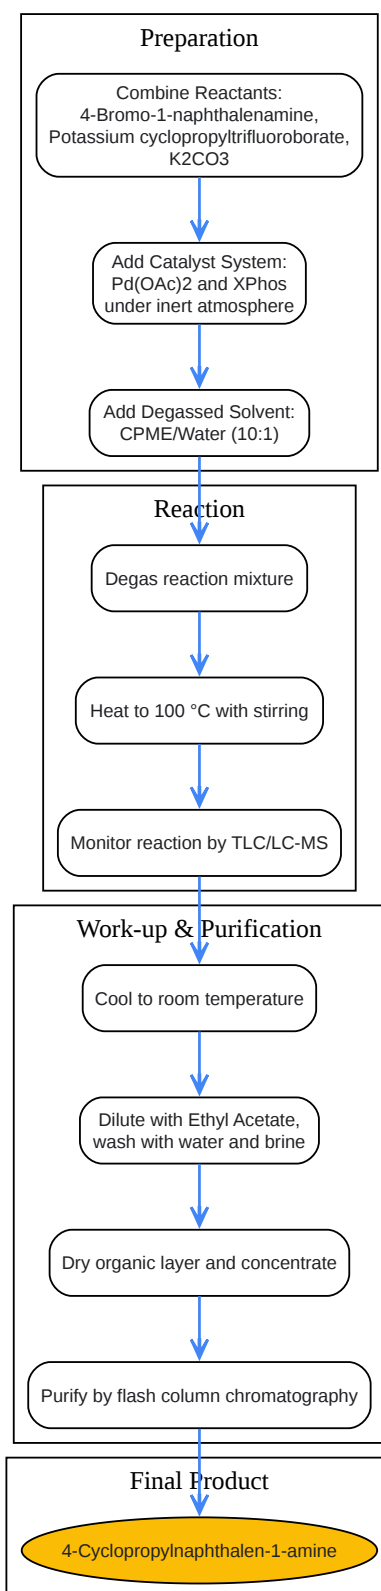 Preparation
Combine Reactants:
4-Bromo-1-naphthalenamine,
Potassium cyclopropyltrifluoroborate,
K2CO3
Add Catalyst System:
Pd(OAc)2 and XPhos
under inert atmosphere
Add Degassed Solvent:
CPME/Water (10:1)
Reaction
Degas reaction mixture
Heat to 100 °C with stirring
Monitor reaction by TLC/LC-MS
Work-up & Purification
Cool to room temperature
Dilute with Ethyl Acetate,
wash with water and brine
Dry organic layer and concentrate
Purify by flash column chromatography
Final Product
4-Cyclopropylnaphthalen-1-amine